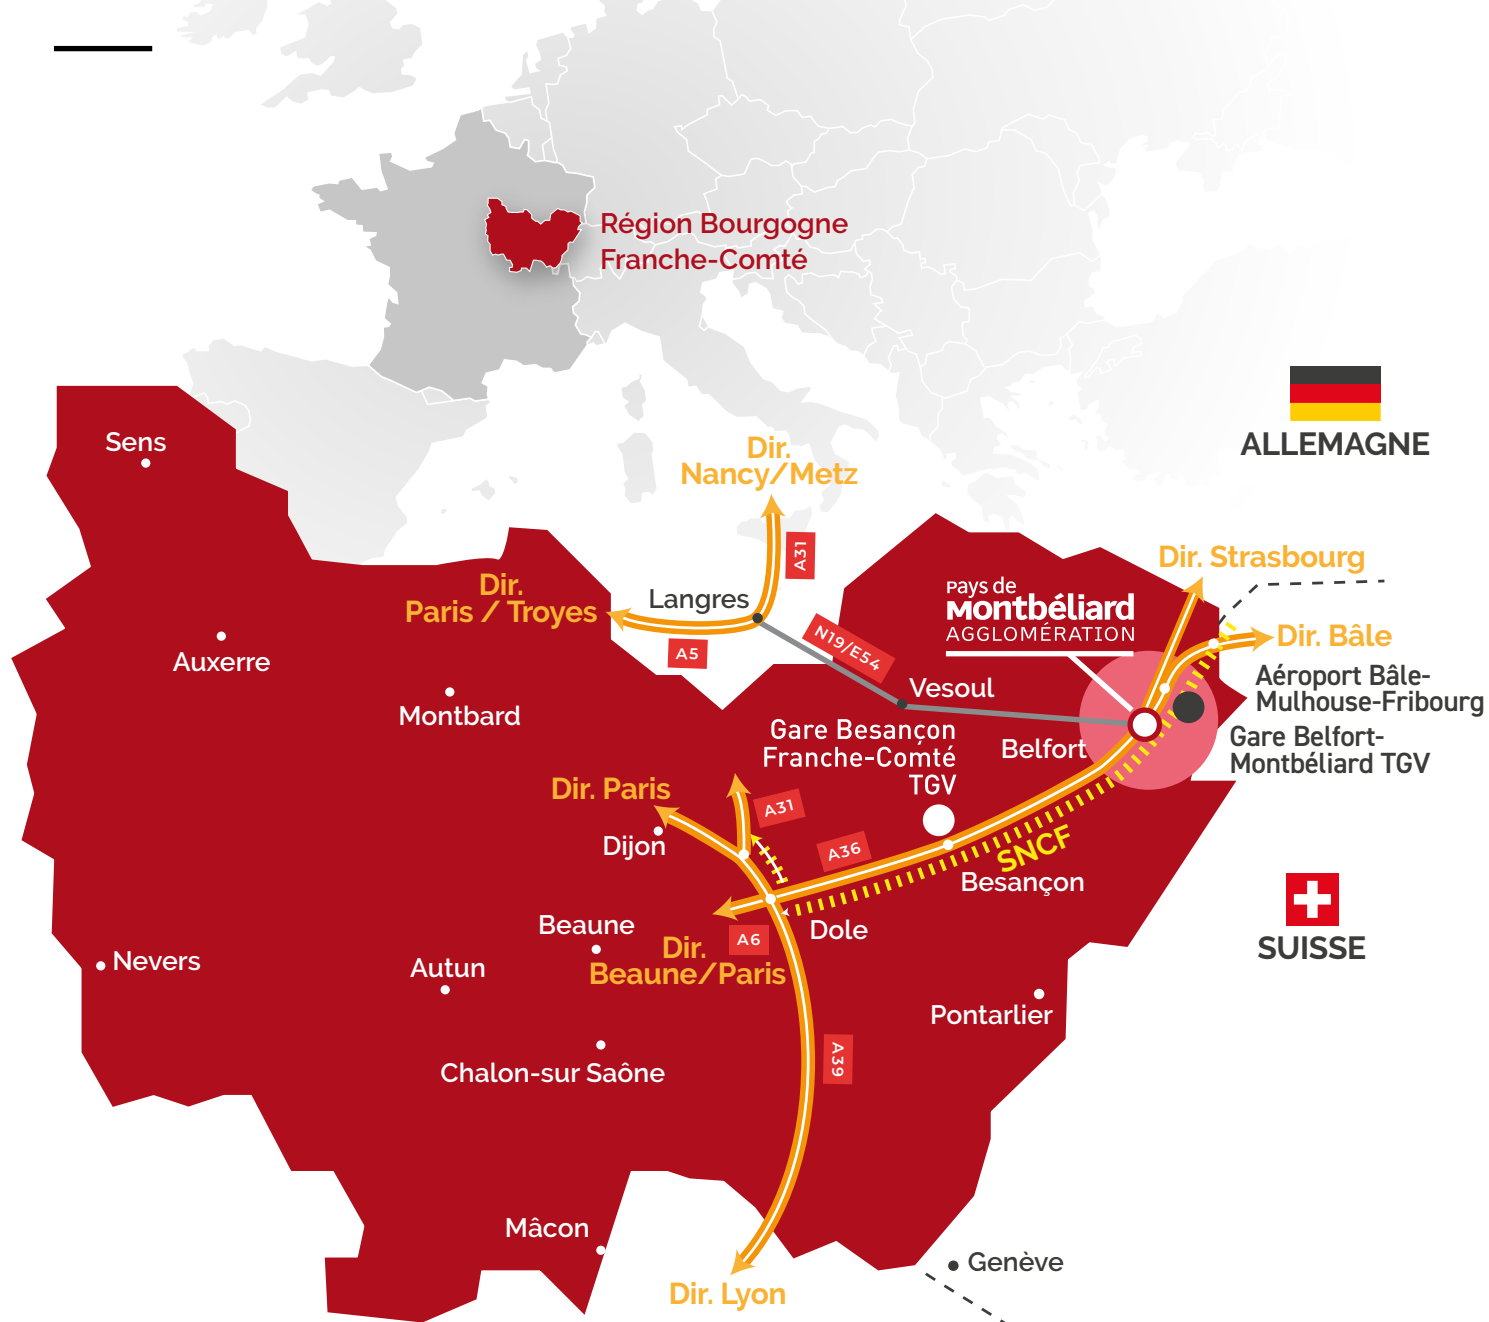 Région Bourgogne
Franche-Comté
ALLEMAGNE
Sens
Dir.
Nancy/Metz
A31
Dir. Strasbourg
Dir.
Paris / Troyes
Langres
A5
N19/E54
Pays de
Montbéliard
AGGLOMÉRATION
Dir. Bâle
Aéroport Bâle-
Mulhouse-Fribourg
Gare Belfort-
Montbéliard TGV
Auxerre
Montbard
Vesoul
Gare Besançon
Franche-Comté
TGV
Belfort
Dir. Paris
A31
Dijon
A36
SNCF
Besançon
Beaune
A6
Dole
Dir.
Beaune/Paris
SUISSE
Nevers
Autun
Pontarlier
Chalon-sur Saône
A39
Mâcon
Genève
Dir. Lyon